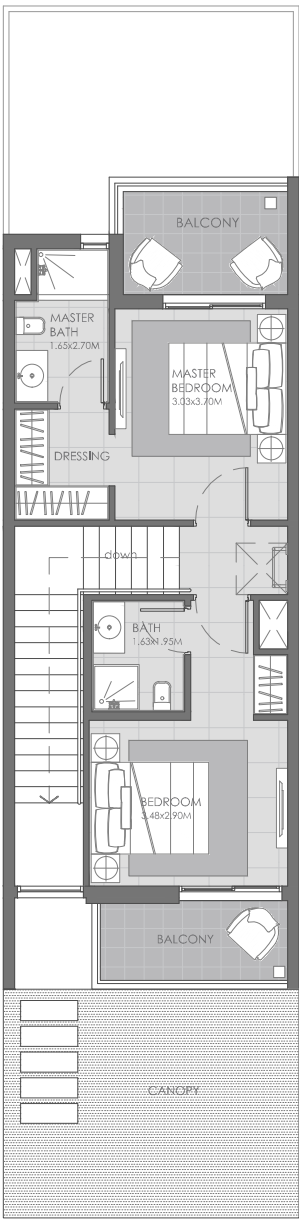 BALCONY
MASTER
BATH
1.65x2.70M
MASTER
BEDROOM
3.03x3.70M
DRESSING
down
BATH
1.63x1.95M
BEDROOM
3.48x2.90M
BALCONY
CANOPY